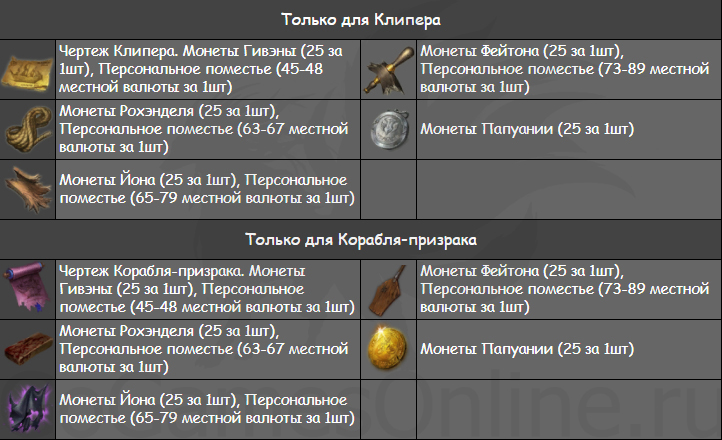 Только для Клипера
Чертеж Клипера. Монеты Гивэны (25 за
1шт), Персональное поместье (45-48
местной валюты за 1шт)
Монеты Фейтона (25 за 1шт),
Персональное поместье (73-89 местной
валюты за 1шт)
Монеты Рохэнделя (25 за 1шт),
Персональное поместье (63-67 местной
валюты за 1шт)
Монеты Папуании (25 за 1шт)
Монеты Йона (25 за 1шт), Персональное
поместье (65-79 местной валюты за 1шт)
Только для Корабля-призрака
Чертеж Корабля-призрака. Монеты
Гивэны (25 за 1шт), Персональное
поместье (45-48 местной валюты за 1шт)
Монеты Фейтона (25 за 1шт),
Персональное поместье (73-89 местной
валюты за 1шт)
Монеты Рохэнделя (25 за 1шт),
Персональное поместье (63-67 местной
валюты за 1шт)
Монеты Папуании (25 за 1шт)
Монеты Йона (25 за 1шт), Персональное
поместье (65-79 местной валюты за 1шт)